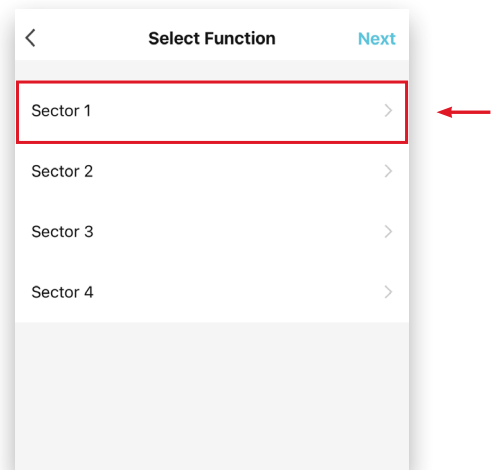 Select Function Next
Sector 1
Sector 2
Sector 3
Sector 4